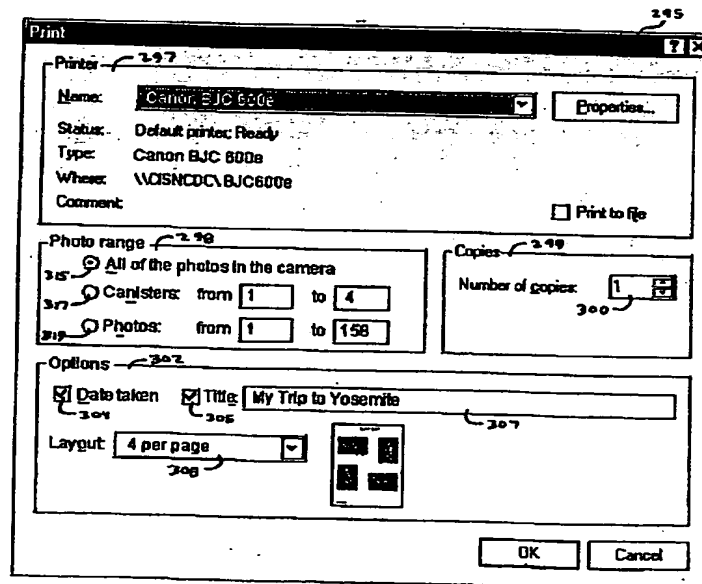 295
Print
? X
Printer 297
Name: Canon BJC 600e Properties...
Status: Default printer; Ready
Type: Canon BJC 600e
Where: \\CISNCDC\BJC600e
Comment:
Print to file
Photo range 298
315 All of the photos in the camera
317 Canisters: from 1 to 4
319 Photos: from 1 to 158
Copies 299
Number of copies: 1
300
Options 302
Date taken Title: My Trip to Yosemite
304 305 307
Layout: 4 per page
308
OK Cancel